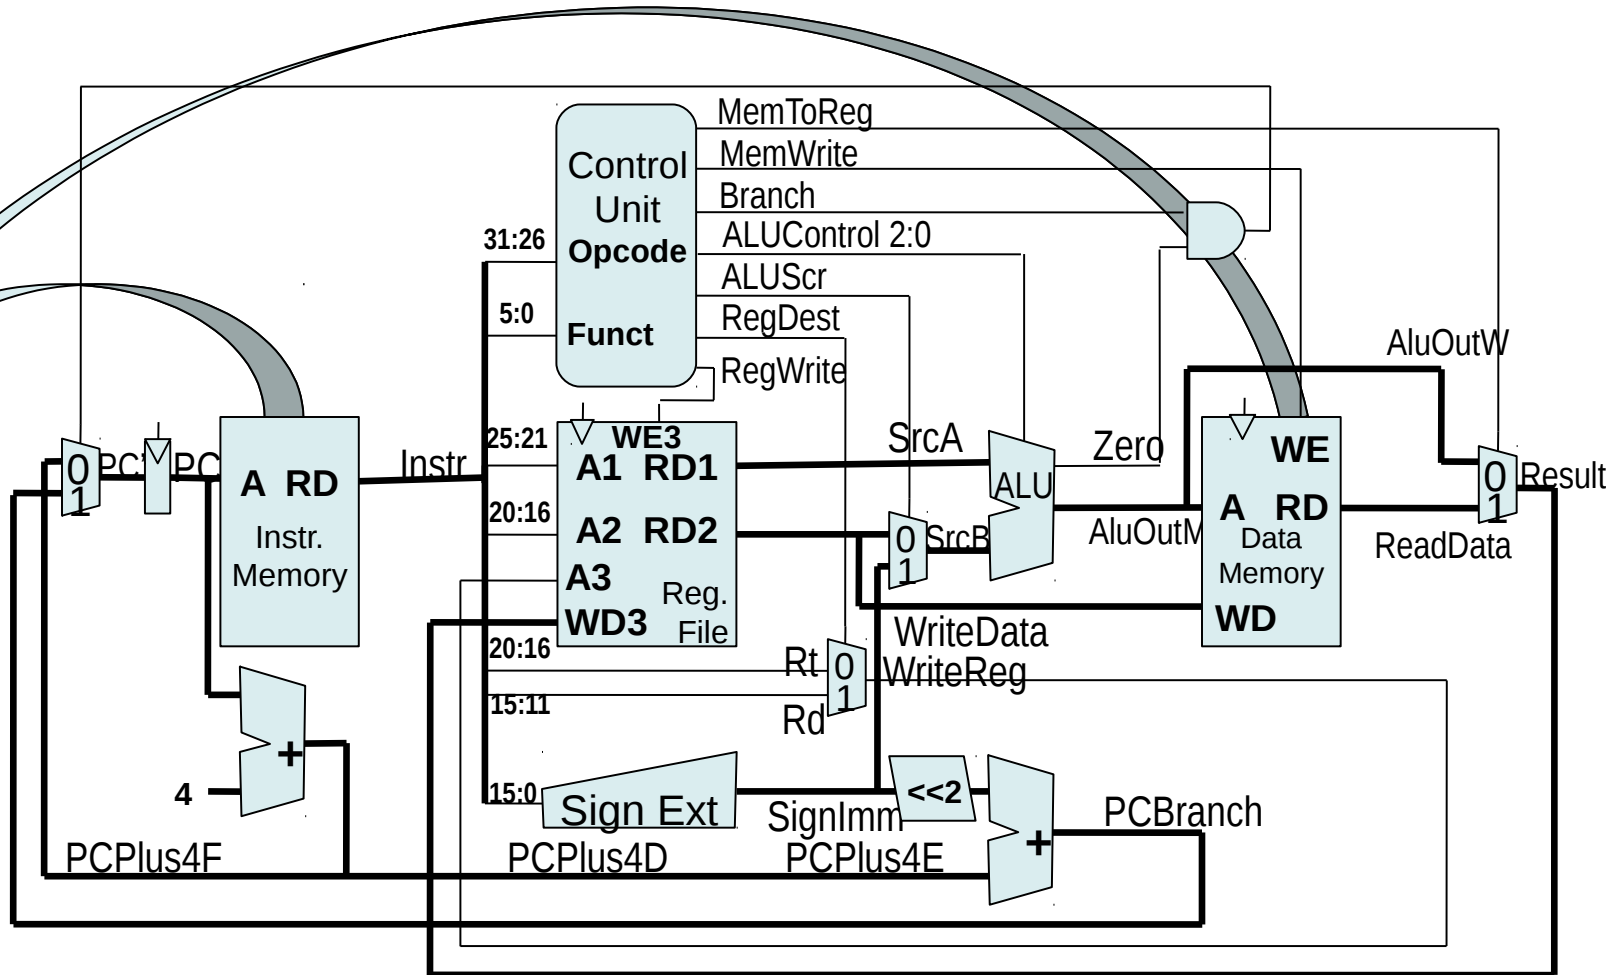 MemToReg
MemWrite
Branch
ALUControl 2:0
ALUScr
RegDest
RegWrite
Control
Unit
Opcode
Funct
31:26
5:0
25:21
20:16
20:16
15:11
15:0
AluOutW
0
1
PC'
PC
A RD
Instr.
Memory
Instr
WE3
A1 RD1
A2 RD2
A3
WD3
Reg.
File
SrcA
0
1
SrcB
ALU
Zero
AluOutM
WE
A RD
Data
Memory
WD
0
1
Result
ReadData
WriteData
Rt
0
1
WriteReg
Rd
+
4
Sign Ext
SignImm
<<2
+
PCBranch
PCPlus4F
PCPlus4D
PCPlus4E